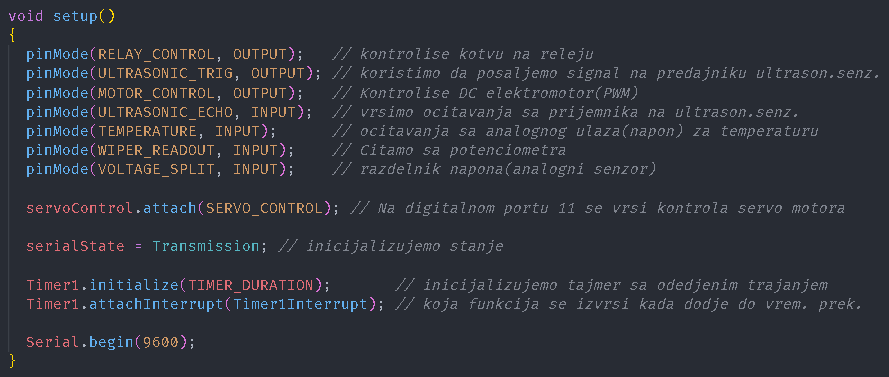 void setup()
{
  pinMode(RELAY_CONTROL, OUTPUT);   // kontrolise kotvu na releju
  pinMode(ULTRASONIC_TRIG, OUTPUT); // koristimo da posaljemo signal na predajniku ultrason.senz.
  pinMode(MOTOR_CONTROL, OUTPUT);   // Kontrolise DC elektromotor(PWM)
  pinMode(ULTRASONIC_ECHO, INPUT);  // vrsimo ocitavanja sa prijemnika na ultrason.senz.
  pinMode(TEMPERATURE, INPUT);      // ocitavanja sa analognog ulaza(napon) za temperaturu
  pinMode(WIPER_READOUT, INPUT);    // Citamo sa potenciometra
  pinMode(VOLTAGE_SPLIT, INPUT);    // razdelnik napona(analogni senzor)

  servoControl.attach(SERVO_CONTROL); // Na digitalnom portu 11 se vrsi kontrola servo motora

  serialState = Transmission; // inicijalizujemo stanje

  Timer1.initialize(TIMER_DURATION);       // inicijalizujemo tajmer sa odedjenim trajanjem
  Timer1.attachInterrupt(Timer1Interrupt); // koja funkcija se izvrsi kada dodje do vrem. prek.

  Serial.begin(9600);
}